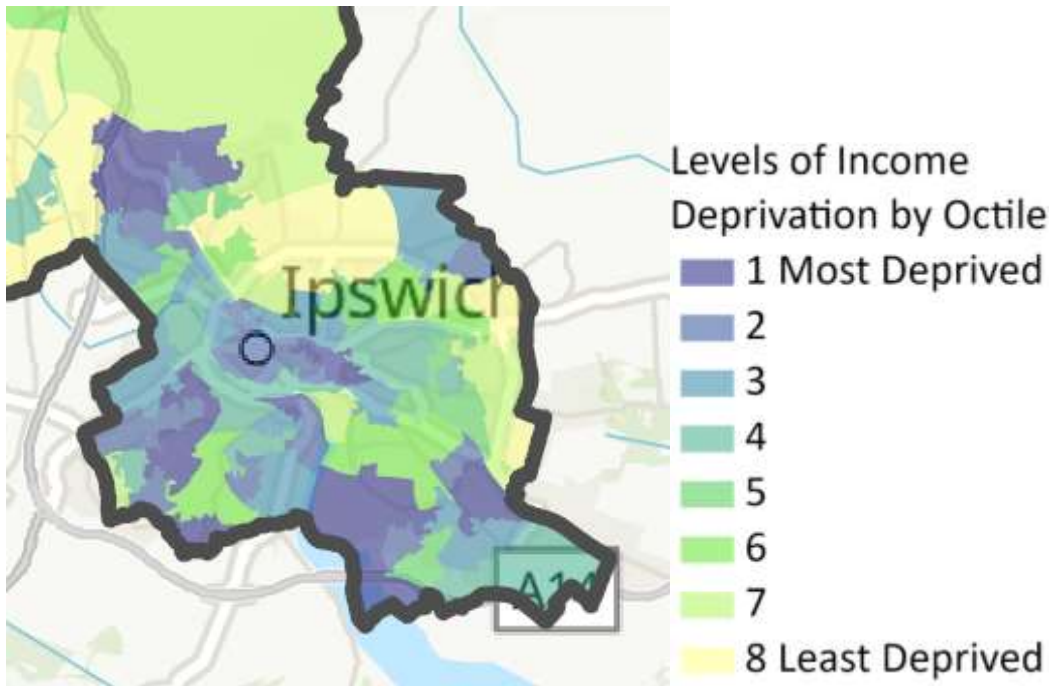 Ipswich
A14
Levels of Income
Deprivation by Octile
1 Most Deprived
2
3
4
5
6
7
8 Least Deprived